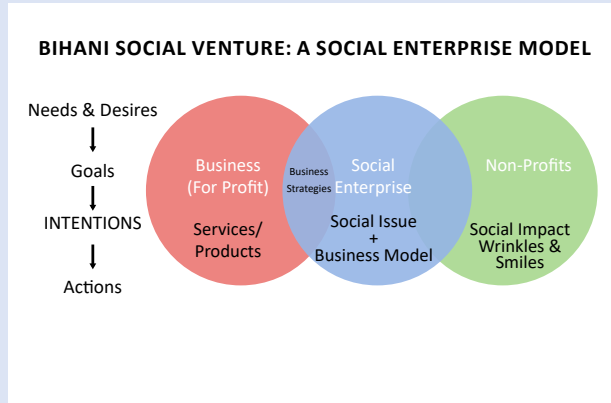 BIHANI SOCIAL VENTURE: A SOCIAL ENTERPRISE MODEL
Needs & Desires
Goals
INTENTIONS
Actions
Business
(For Profit)
Services/
Products
Business
Strategies
Social
Enterprise
Social Issue
+
Business Model
Non-Profits
Social Impact
Wrinkles &
Smiles